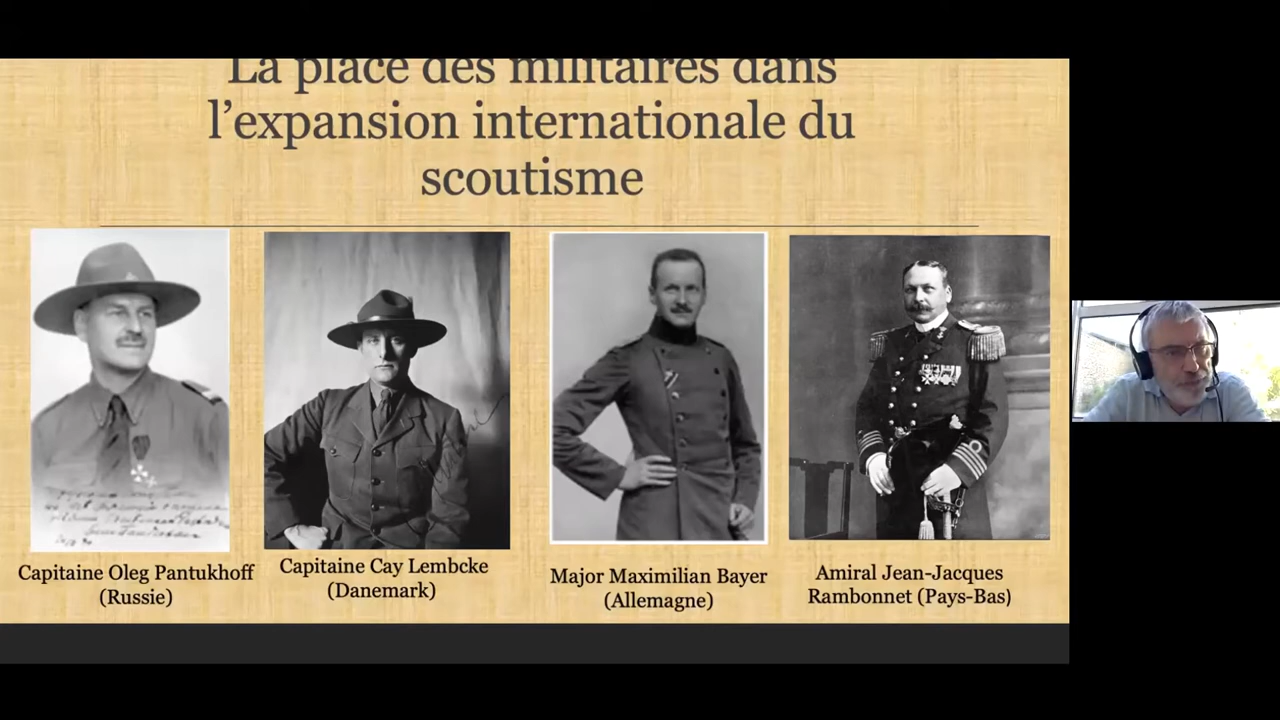 La place des militaires dans
l’expansion internationale du
scoutisme
Capitaine Oleg Pantukhoff
(Russie)
Capitaine Cay Lembcke
(Danemark)
Major Maximilian Bayer
(Allemagne)
Amiral Jean-Jacques
Rambonnet (Pays-Bas)